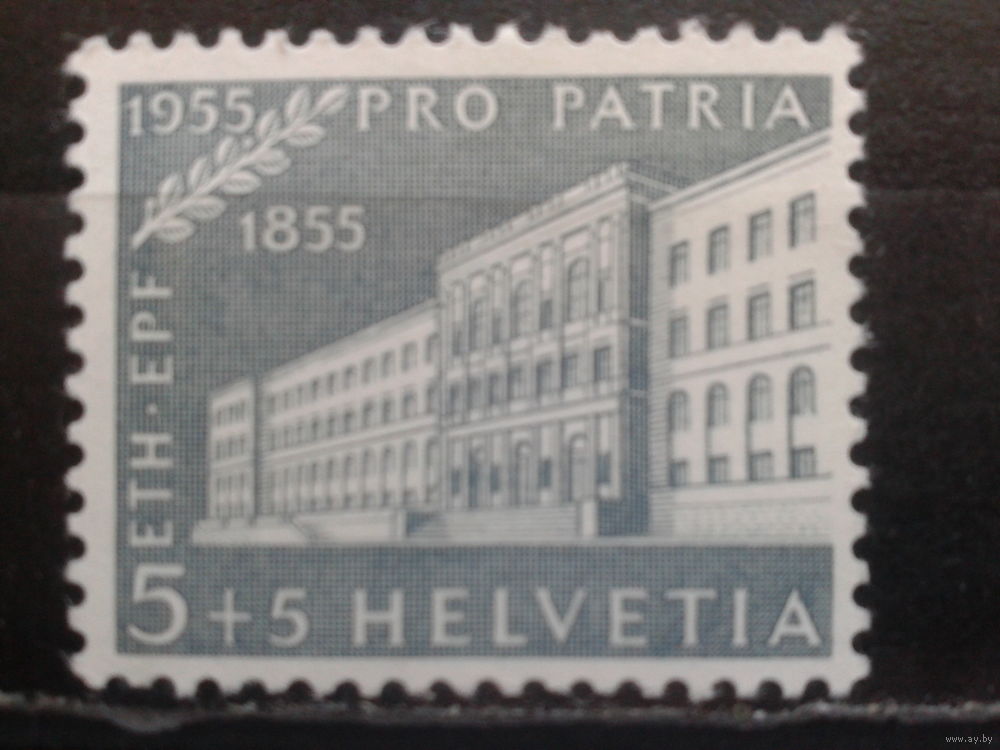 1955 PRO PATRIA
1855
ETH·EPF
5+5 HELVETIA
www.ay.by